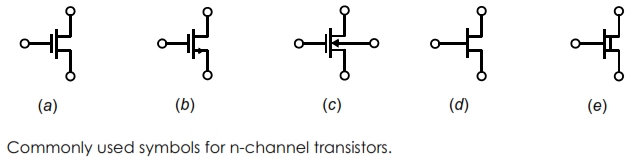 (a) (b) (c) (d) (e)
Commonly used symbols for n-channel transistors.